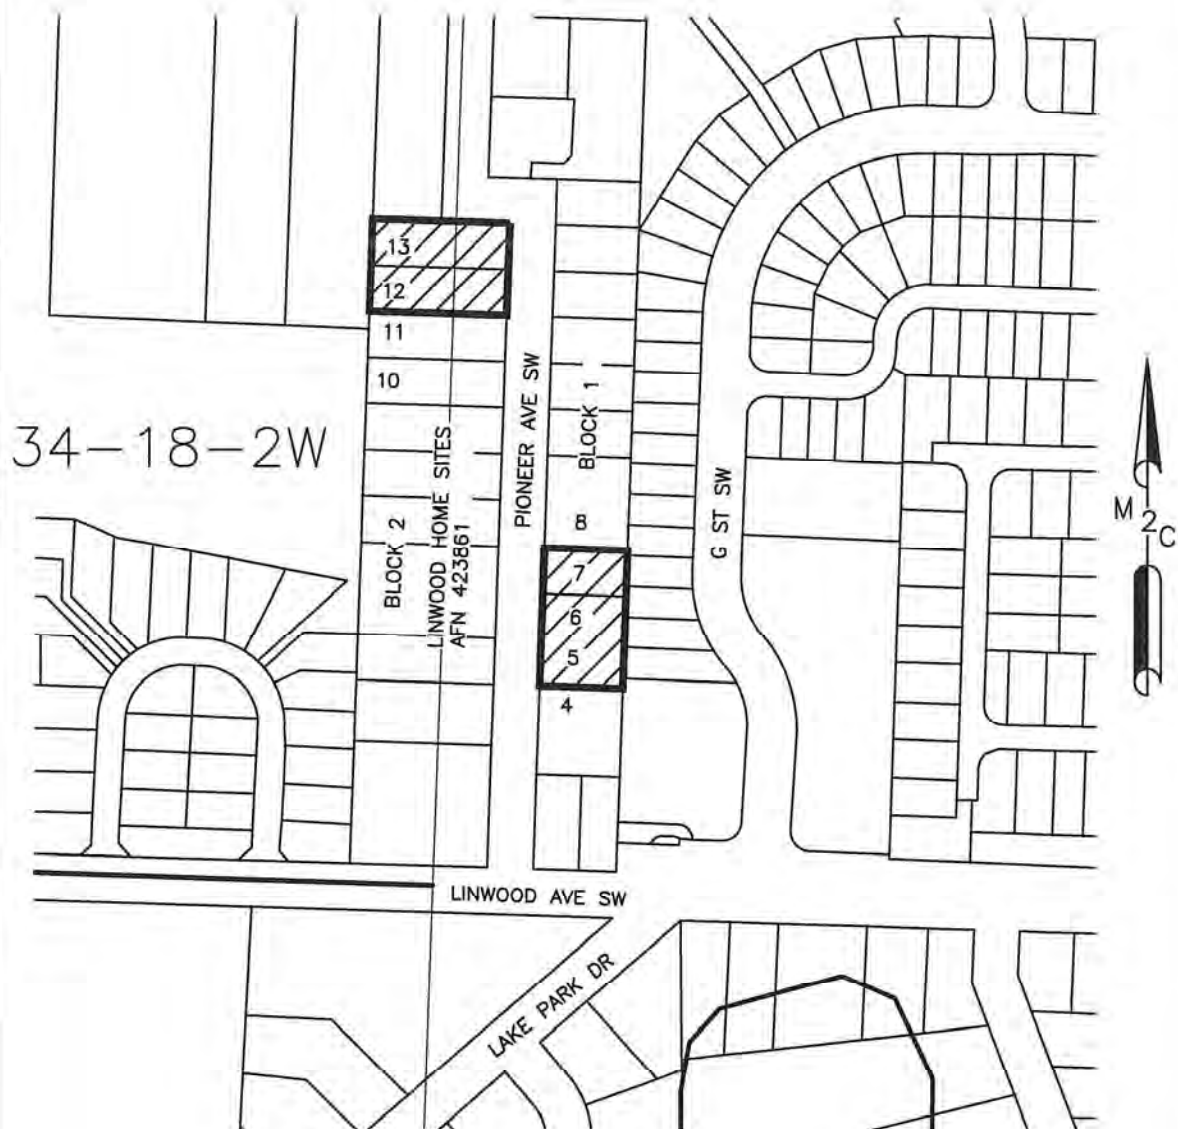 13
12
11
10
34-18-2W
PIONEER AVE SW
BLOCK 1
BLOCK 2
LINWOOD HOME SITES
AFN 423861
G ST SW
8
7
6
5
4
M
2
C
LINWOOD AVE SW
LAKE PARK DR